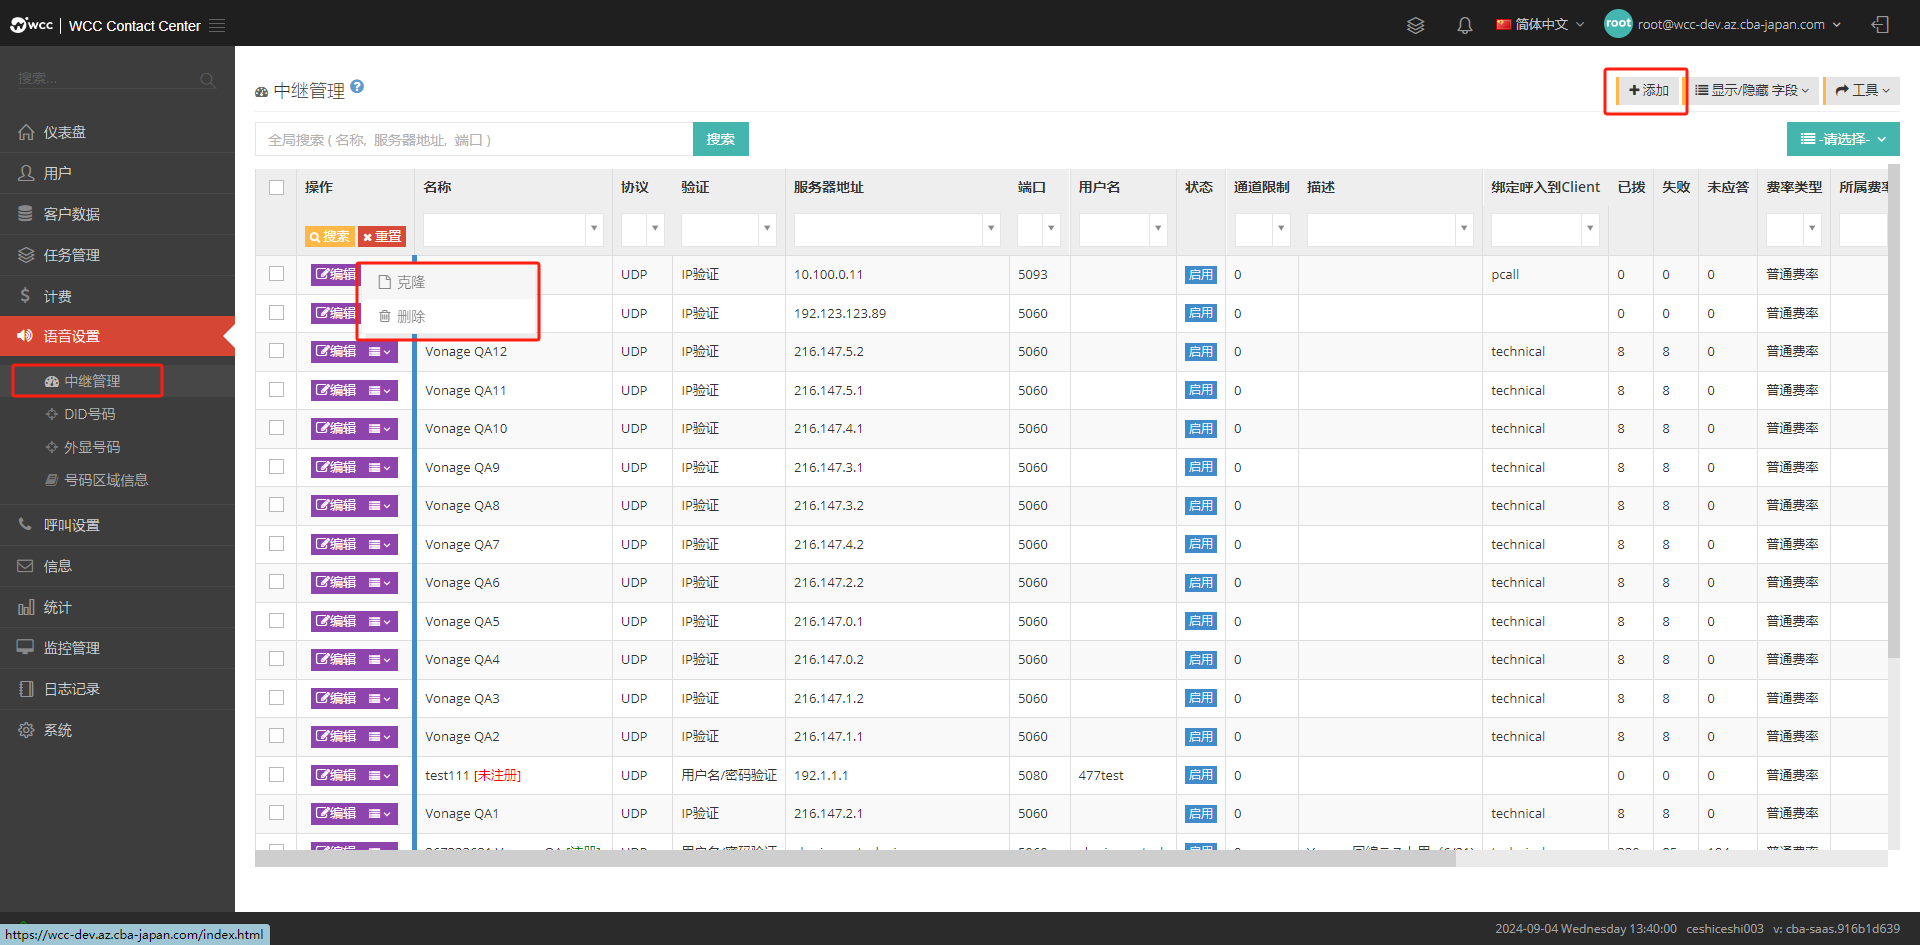 wcc | WCC Contact Center
简体中文
root
root@wcc-dev.az.cba-japan.com
搜索...
仪表盘
用户
客户数据
任务管理
计费
语音设置
中继管理
DID号码
外显号码
号码区域信息
呼叫设置
信息
统计
监控管理
日志记录
系统
中继管理 ?
添加 显示/隐藏 字段 工具
全局搜索 ( 名称, 服务器地址, 端口 ) 搜索 -请选择-
操作 名称 协议 验证 服务器地址 端口 用户名 状态 通道限制 描述 绑定呼入到Client 已拨 失败 未应答 费率类型 所属费率
搜索 重置
编辑 UDP IP验证 10.100.0.11 5093 启用 0 pcall 0 0 0 普通费率
克隆
编辑 UDP IP验证 192.123.123.89 5060 启用 0 0 0 0 普通费率
删除
编辑 Vonage QA12 UDP IP验证 216.147.5.2 5060 启用 0 technical 8 8 0 普通费率
编辑 Vonage QA11 UDP IP验证 216.147.5.1 5060 启用 0 technical 8 8 0 普通费率
编辑 Vonage QA10 UDP IP验证 216.147.4.1 5060 启用 0 technical 8 8 0 普通费率
编辑 Vonage QA9 UDP IP验证 216.147.3.1 5060 启用 0 technical 8 8 0 普通费率
编辑 Vonage QA8 UDP IP验证 216.147.3.2 5060 启用 0 technical 8 8 0 普通费率
编辑 Vonage QA7 UDP IP验证 216.147.4.2 5060 启用 0 technical 8 8 0 普通费率
编辑 Vonage QA6 UDP IP验证 216.147.2.2 5060 启用 0 technical 8 8 0 普通费率
编辑 Vonage QA5 UDP IP验证 216.147.0.1 5060 启用 0 technical 8 8 0 普通费率
编辑 Vonage QA4 UDP IP验证 216.147.0.2 5060 启用 0 technical 8 8 0 普通费率
编辑 Vonage QA3 UDP IP验证 216.147.1.2 5060 启用 0 technical 8 8 0 普通费率
编辑 Vonage QA2 UDP IP验证 216.147.1.1 5060 启用 0 technical 8 8 0 普通费率
编辑 test111 [未注册] UDP 用户名/密码验证 192.1.1.1 5080 477test 启用 0 0 0 0 普通费率
编辑 Vonage QA1 UDP IP验证 216.147.2.1 5060 启用 0 technical 8 8 0 普通费率
https://wcc-dev.az.cba-japan.com/index.html
2024-09-04 Wednesday 13:40:00 ceshiceshi003 v: cba-saas.916b1d639